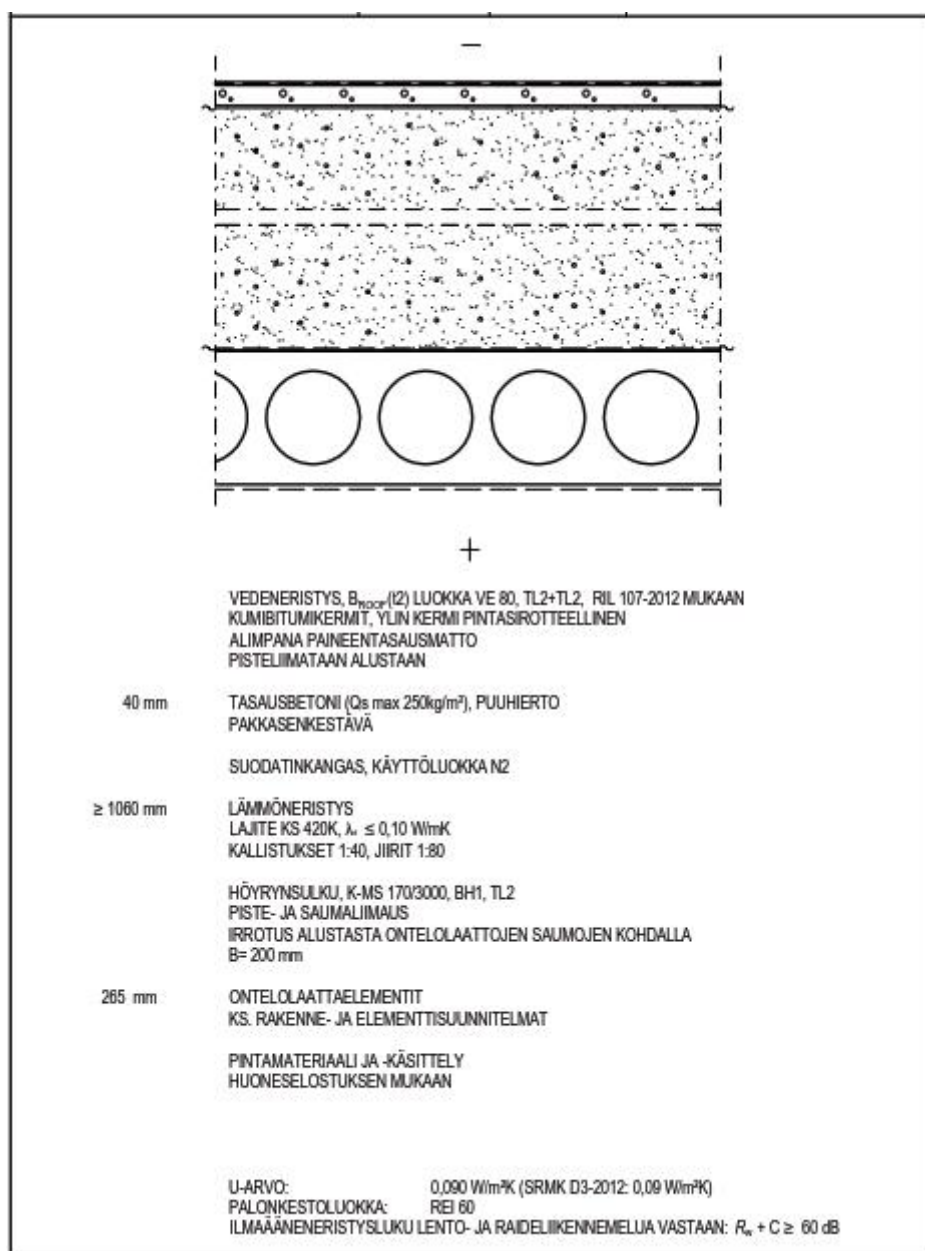 −
+
VEDENERISTYS, BROOF(t2) LUOKKA VE 80, TL2+TL2, RIL 107-2012 MUKAAN
KUMIBITUMIKERMIT, YLIN KERMI PINTASIROTTEELLINEN
ALIMPANA PAINEENTASAUSMATTO
PISTELIIMATAAN ALUSTAAN
40 mm TASAUSBETONI (Qs max 250kg/m³), PUUHIERTO
PAKKASENKESTÄVÄ
SUODATINKANGAS, KÄYTTÖLUOKKA N2
≥ 1060 mm LÄMMÖNERISTYS
LAJITE KS 420K, λ ≤ 0,10 W/mK
KALLISTUKSET 1:40, JIIRIT 1:80
HÖYRYNSULKU, K-MS 170/3000, BH1, TL2
PISTE- JA SAUMALIIMAUS
IRROTUS ALUSTASTA ONTELOLAATTOJEN SAUMOJEN KOHDALLA
B= 200 mm
265 mm ONTELOLAATTAELEMENTIT
KS. RAKENNE- JA ELEMENTTISUUNNITELMAT
PINTAMATERIAALI JA -KÄSITTELY
HUONESELOSTUKSEN MUKAAN
U-ARVO: 0,090 W/m²K (SRMK D3-2012: 0,09 W/m²K)
PALONKESTOLUOKKA: REI 60
ILMAÄÄNENERISTYSLUKU LENTO- JA RAIDELIIKENNEMELUA VASTAAN: Rw + C ≥ 60 dB